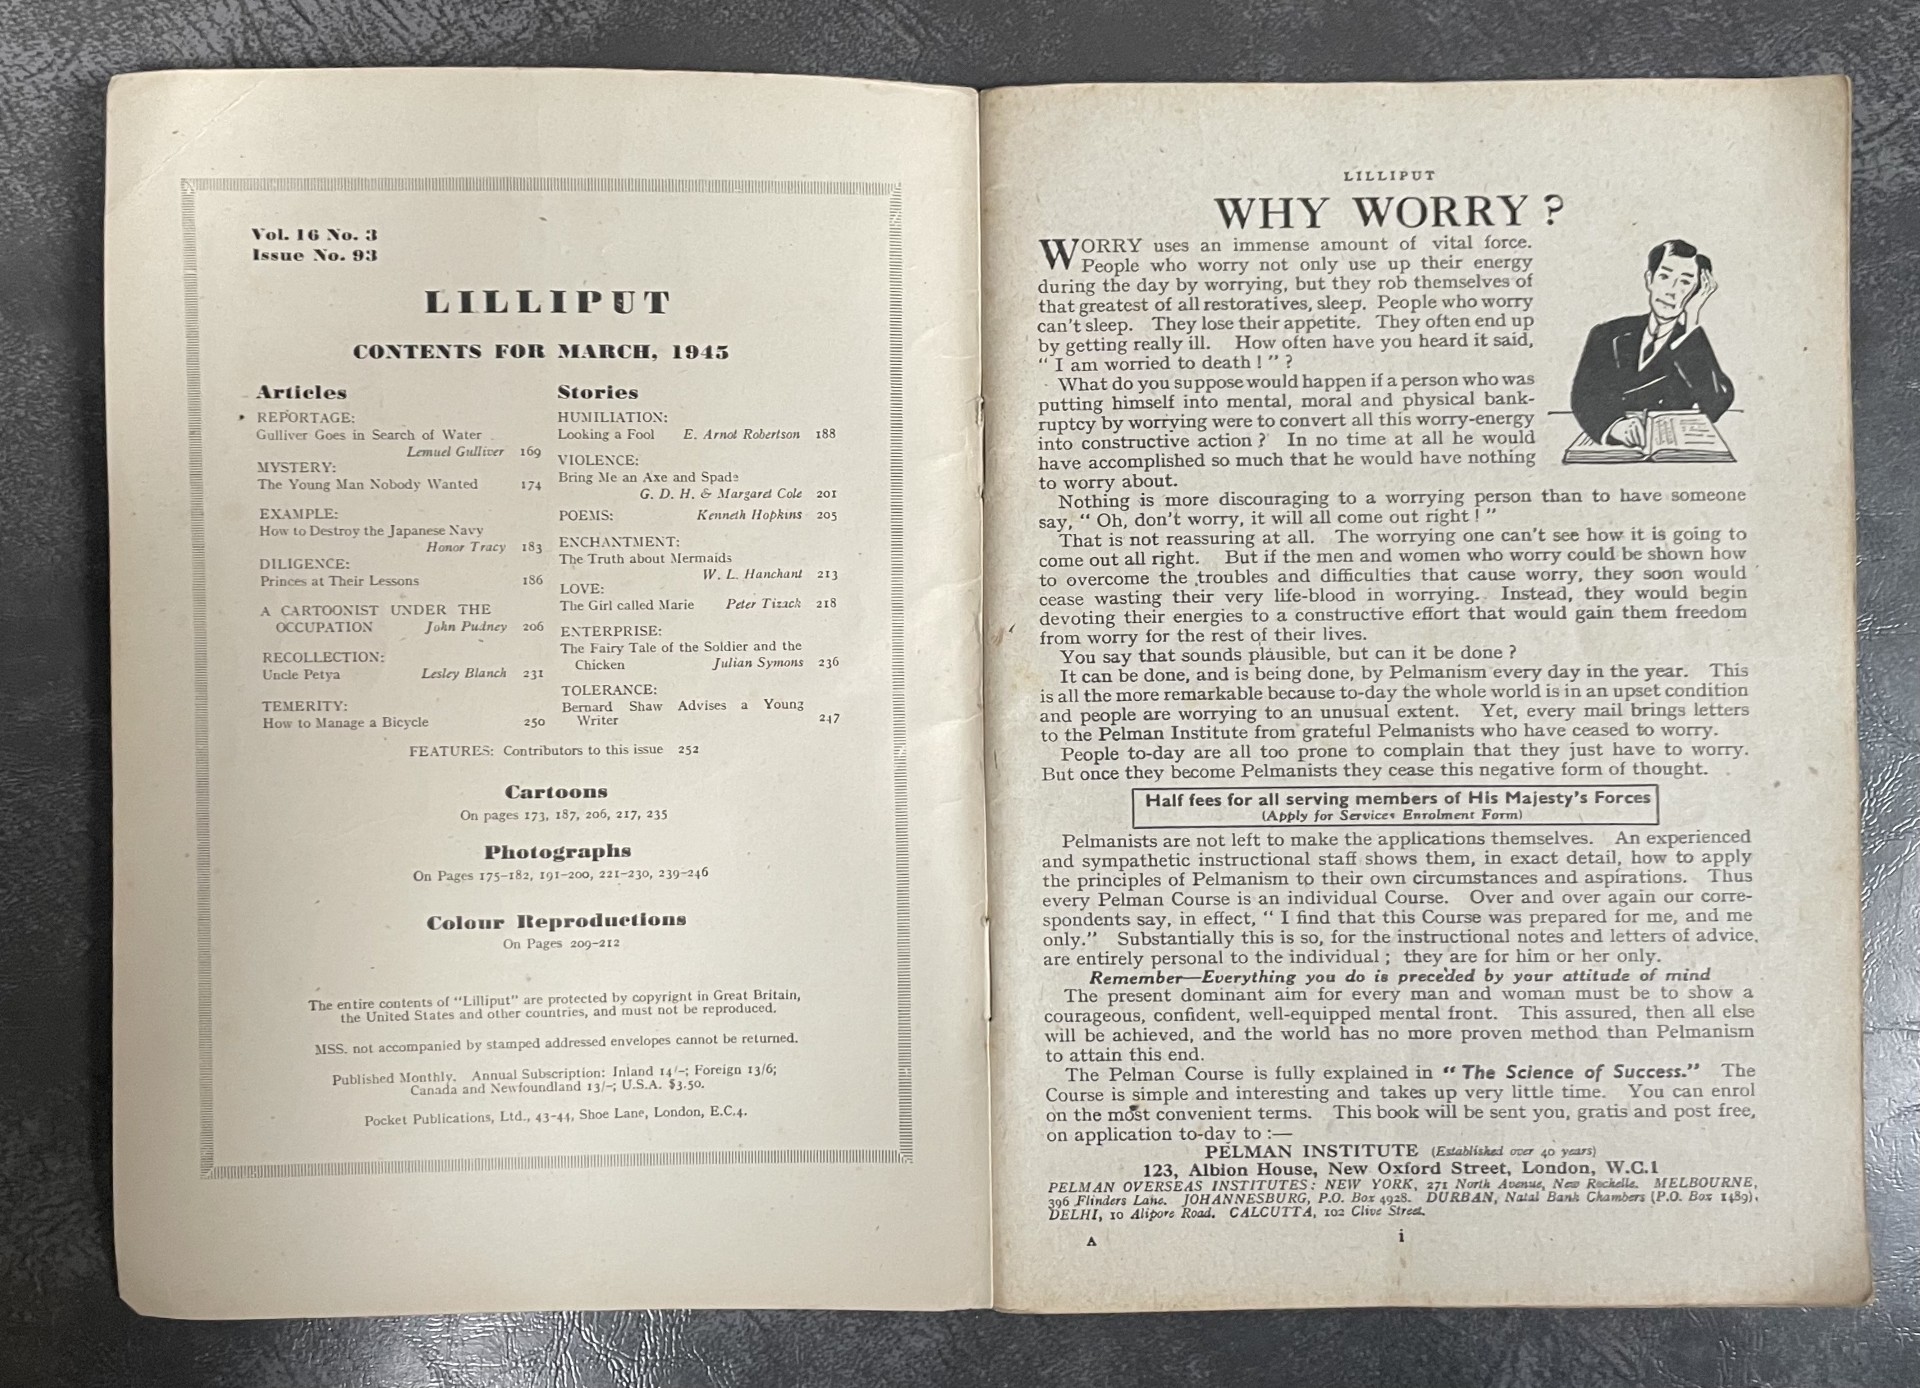 Vol. 16 No. 3
Issue No. 93
LILLIPUT
CONTENTS FOR MARCH, 1945
Articles
REPORTAGE:
Gulliver Goes in Search of Water
Lemuel Gulliver 169
MYSTERY:
The Young Man Nobody Wanted 174
EXAMPLE:
How to Destroy the Japanese Navy
Honor Tracy 183
DILIGENCE:
Princes at Their Lessons 186
A CARTOONIST UNDER THE
OCCUPATION John Pudney 206
RECOLLECTION:
Uncle Petya Lesley Blanch 231
TEMERITY:
How to Manage a Bicycle 250
Stories
HUMILIATION:
Looking a Fool E. Arnot Robertson 188
VIOLENCE:
Bring Me an Axe and Spade
G. D. H. & Margaret Cole 201
POEMS: Kenneth Hopkins 205
ENCHANTMENT:
The Truth about Mermaids
W. L. Hanchant 213
LOVE:
The Girl called Marie Peter Tizack 218
ENTERPRISE:
The Fairy Tale of the Soldier and the
Chicken Julian Symons 236
TOLERANCE:
Bernard Shaw Advises a Young
Writer 247
FEATURES: Contributors to this issue 252
Cartoons
On pages 173, 187, 206, 217, 235
Photographs
On Pages 175-182, 191-200, 221-230, 239-246
Colour Reproductions
On Pages 209-212
The entire contents of "Lilliput" are protected by copyright in Great Britain,
the United States and other countries, and must not be reproduced.
MSS. not accompanied by stamped addressed envelopes cannot be returned.
Published Monthly. Annual Subscription: Inland 14/-; Foreign 13/6;
Canada and Newfoundland 13/-; U.S.A. $3.50.
Pocket Publications, Ltd., 43-44, Shoe Lane, London, E.C.4.
LILLIPUT
WHY WORRY?
WORRY uses an immense amount of vital force.
People who worry not only use up their energy
during the day by worrying, but they rob themselves of
that greatest of all restoratives, sleep. People who worry
can't sleep. They lose their appetite. They often end up
by getting really ill. How often have you heard it said,
" I am worried to death ! " ?
What do you suppose would happen if a person who was
putting himself into mental, moral and physical bank-
ruptcy by worrying were to convert all this worry-energy
into constructive action ? In no time at all he would
have accomplished so much that he would have nothing
to worry about.
Nothing is more discouraging to a worrying person than to have someone
say, " Oh, don't worry, it will all come out right ! "
That is not reassuring at all. The worrying one can't see how it is going to
come out all right. But if the men and women who worry could be shown how
to overcome the troubles and difficulties that cause worry, they soon would
cease wasting their very life-blood in worrying. Instead, they would begin
devoting their energies to a constructive effort that would gain them freedom
from worry for the rest of their lives.
You say that sounds plausible, but can it be done ?
It can be done, and is being done, by Pelmanism every day in the year. This
is all the more remarkable because to-day the whole world is in an upset condition
and people are worrying to an unusual extent. Yet, every mail brings letters
to the Pelman Institute from grateful Pelmanists who have ceased to worry.
People to-day are all too prone to complain that they just have to worry.
But once they become Pelmanists they cease this negative form of thought.
Half fees for all serving members of His Majesty's Forces
(Apply for Services Enrolment Form)
Pelmanists are not left to make the applications themselves. An experienced
and sympathetic instructional staff shows them, in exact detail, how to apply
the principles of Pelmanism to their own circumstances and aspirations. Thus
every Pelman Course is an individual Course. Over and over again our corre-
spondents say, in effect, " I find that this Course was prepared for me, and me
only." Substantially this is so, for the instructional notes and letters of advice,
are entirely personal to the individual ; they are for him or her only.
Remember—Everything you do is preceded by your attitude of mind
The present dominant aim for every man and woman must be to show a
courageous, confident, well-equipped mental front. This assured, then all else
will be achieved, and the world has no more proven method than Pelmanism
to attain this end.
The Pelman Course is fully explained in " The Science of Success." The
Course is simple and interesting and takes up very little time. You can enrol
on the most convenient terms. This book will be sent you, gratis and post free,
on application to-day to :—
PELMAN INSTITUTE (Established over 40 years)
123, Albion House, New Oxford Street, London, W.C.1
PELMAN OVERSEAS INSTITUTES: NEW YORK, 271 North Avenue, New Rochelle. MELBOURNE,
396 Flinders Lane. JOHANNESBURG, P.O. Box 4928. DURBAN, Natal Bank Chambers (P.O. Box 1489),
DELHI, 10 Alipore Road. CALCUTTA, 102 Clive Street.
A i